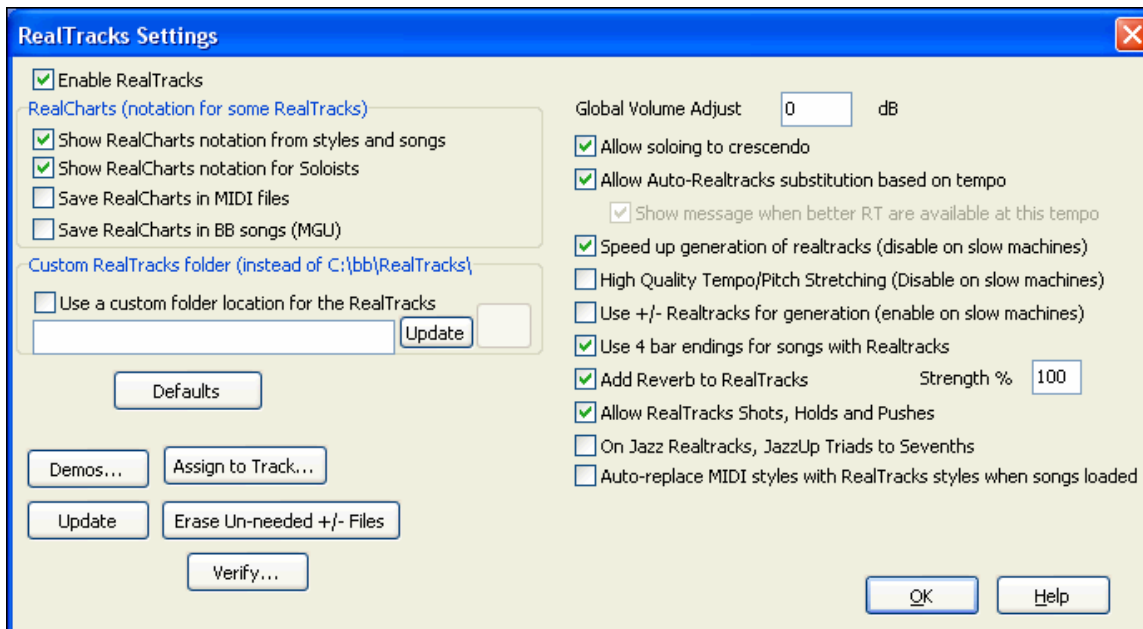 RealTracks Settings
Enable RealTracks
RealCharts (notation for some RealTracks)
Show RealCharts notation from styles and songs
Show RealCharts notation for Soloists
Save RealCharts in MIDI files
Save RealCharts in BB songs (MGU)
Custom RealTracks folder (instead of C:\bb\RealTracks\
Use a custom folder location for the RealTracks
Update
Defaults
Demos...
Assign to Track...
Update
Erase Un-needed +/- Files
Verify...
Global Volume Adjust 0 dB
Allow soloing to crescendo
Allow Auto-Realtracks substitution based on tempo
Show message when better RT are available at this tempo
Speed up generation of realtracks (disable on slow machines)
High Quality Tempo/Pitch Stretching (Disable on slow machines)
Use +/- Realtracks for generation (enable on slow machines)
Use 4 bar endings for songs with Realtracks
Add Reverb to RealTracks Strength % 100
Allow RealTracks Shots, Holds and Pushes
On Jazz Realtracks, JazzUp Triads to Sevenths
Auto-replace MIDI styles with RealTracks styles when songs loaded
OK
Help